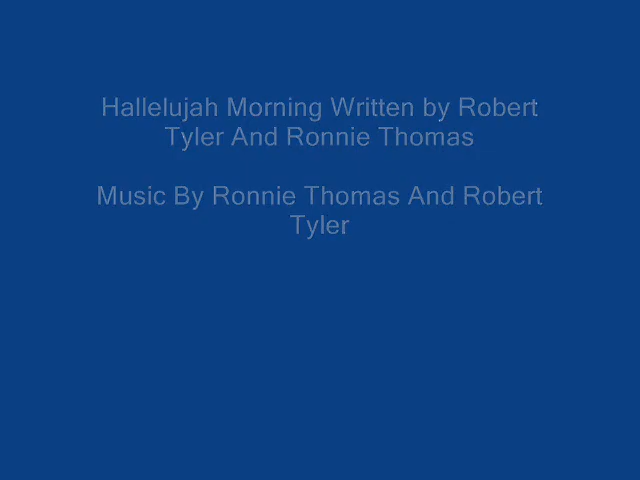 Hallelujah Morning Written by Robert
Tyler And Ronnie Thomas
Music By Ronnie Thomas And Robert
Tyler